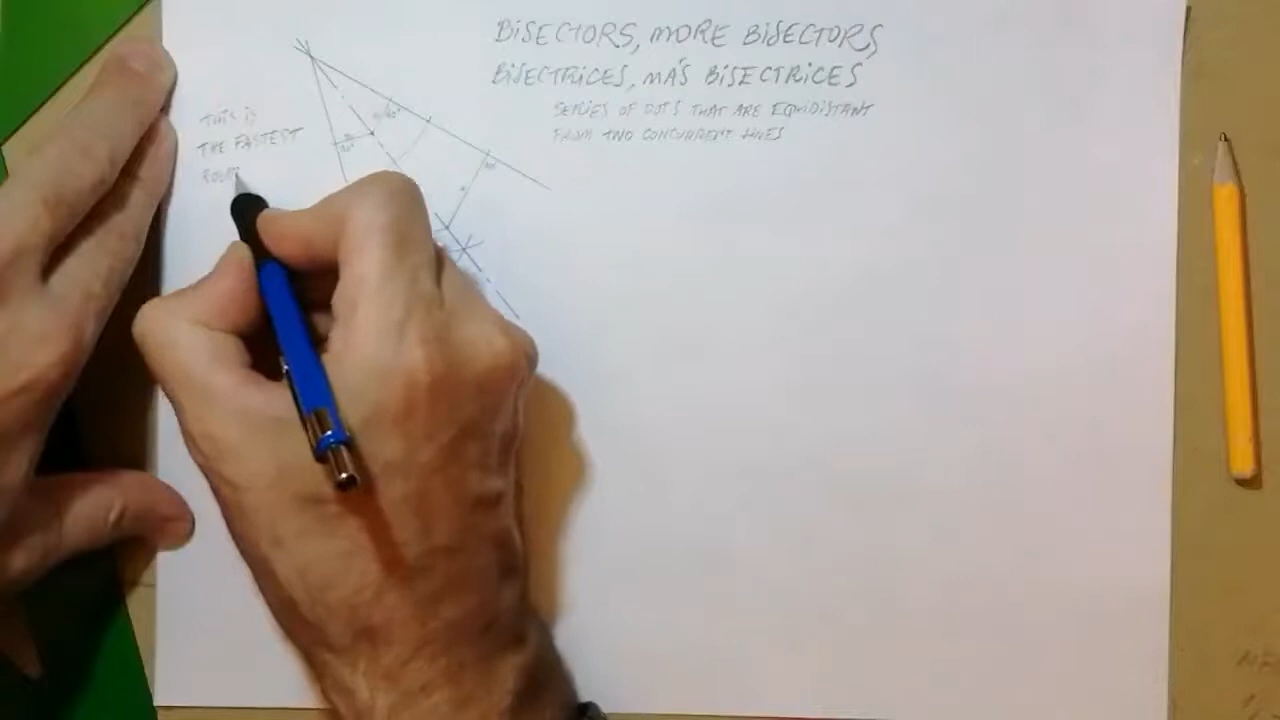 BISECTORS, MORE BISECTORS,
BISECTRICES, MÁS BISECTRICES
SERIES OF DOTS THAT ARE EQUIDISTANT
FROM TWO CONCURRENT LINES
THIS IS
THE FASTEST